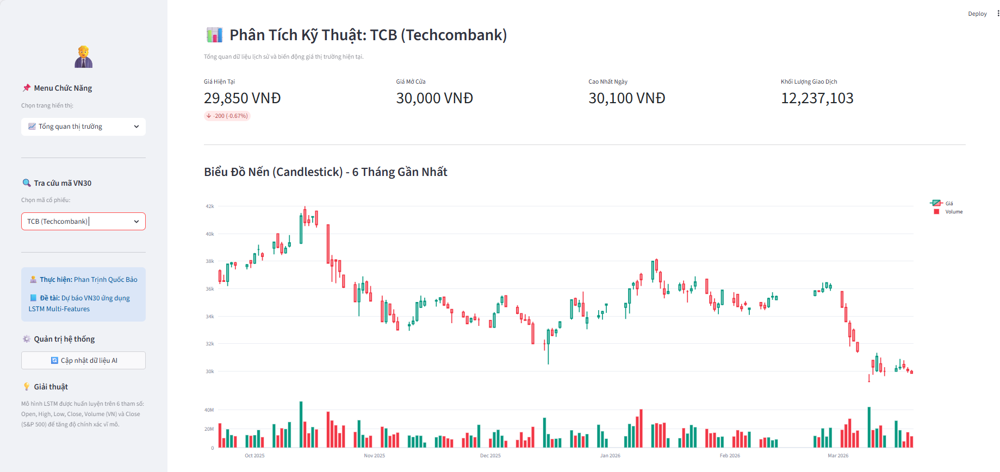 Deploy
Menu Chức Năng
Chọn trang hiển thị:
Tổng quan thị trường
Tra cứu mã VN30
Chọn mã cổ phiếu:
TCB (Techcombank)
Thực hiện: Phan Trịnh Quốc Bảo
Đề tài: Dự báo VN30 ứng dụng
LSTM Multi-Features
Quản trị hệ thống
Cập nhật dữ liệu AI
Giải thuật
Mô hình LSTM được huấn luyện trên 6 tham số:
Open, High, Low, Close, Volume (VN) và Close
(S&P 500) để tăng độ chính xác vĩ mô.
Phân Tích Kỹ Thuật: TCB (Techcombank)
Tổng quan dữ liệu lịch sử và biến động giá thị trường hiện tại.
Giá Hiện Tại
29,850 VNĐ
-200 (-0.67%)
Giá Mở Cửa
30,000 VNĐ
Cao Nhất Ngày
30,100 VNĐ
Khối Lượng Giao Dịch
12,237,103
Biểu Đồ Nến (Candlestick) - 6 Tháng Gần Nhất
42k
40k
38k
36k
34k
32k
30k
40M
20M
0
Oct 2025
Nov 2025
Dec 2025
Jan 2026
Feb 2026
Mar 2026
Giá
Volume